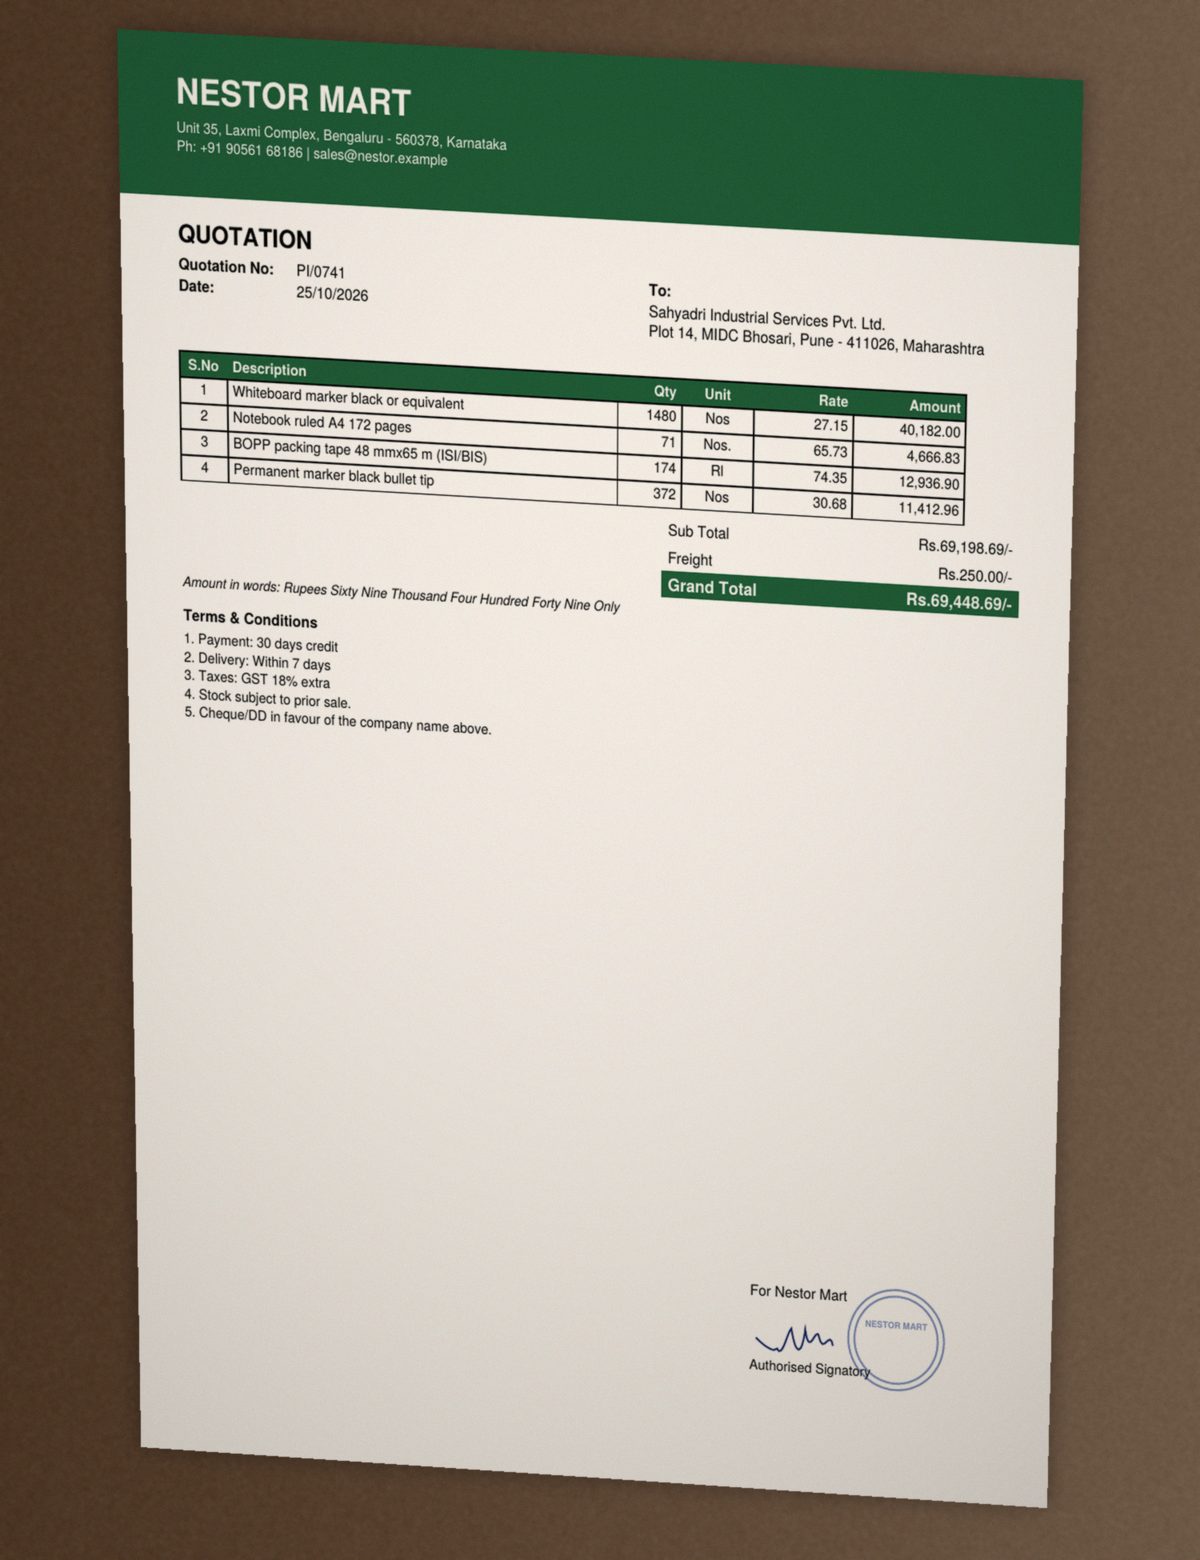 NESTOR MART
Unit 35, Laxmi Complex, Bengaluru - 560378, Karnataka
Ph: +91 90561 68186 | sales@nestor.example
QUOTATION
Quotation No: PI/0741
Date: 25/10/2026
To:
Sahyadri Industrial Services Pvt. Ltd.
Plot 14, MIDC Bhosari, Pune - 411026, Maharashtra
S.No Description Qty Unit Rate Amount
1 Whiteboard marker black or equivalent 1480 Nos 27.15 40,182.00
2 Notebook ruled A4 172 pages 71 Nos. 65.73 4,666.83
3 BOPP packing tape 48 mmx65 m (ISI/BIS) 174 Rl 74.35 12,936.90
4 Permanent marker black bullet tip 372 Nos 30.68 11,412.96
Sub Total Rs.69,198.69/-
Freight Rs.250.00/-
Grand Total Rs.69,448.69/-
Amount in words: Rupees Sixty Nine Thousand Four Hundred Forty Nine Only
Terms & Conditions
1. Payment: 30 days credit
2. Delivery: Within 7 days
3. Taxes: GST 18% extra
4. Stock subject to prior sale.
5. Cheque/DD in favour of the company name above.
For Nestor Mart
NESTOR MART
Authorised Signatory